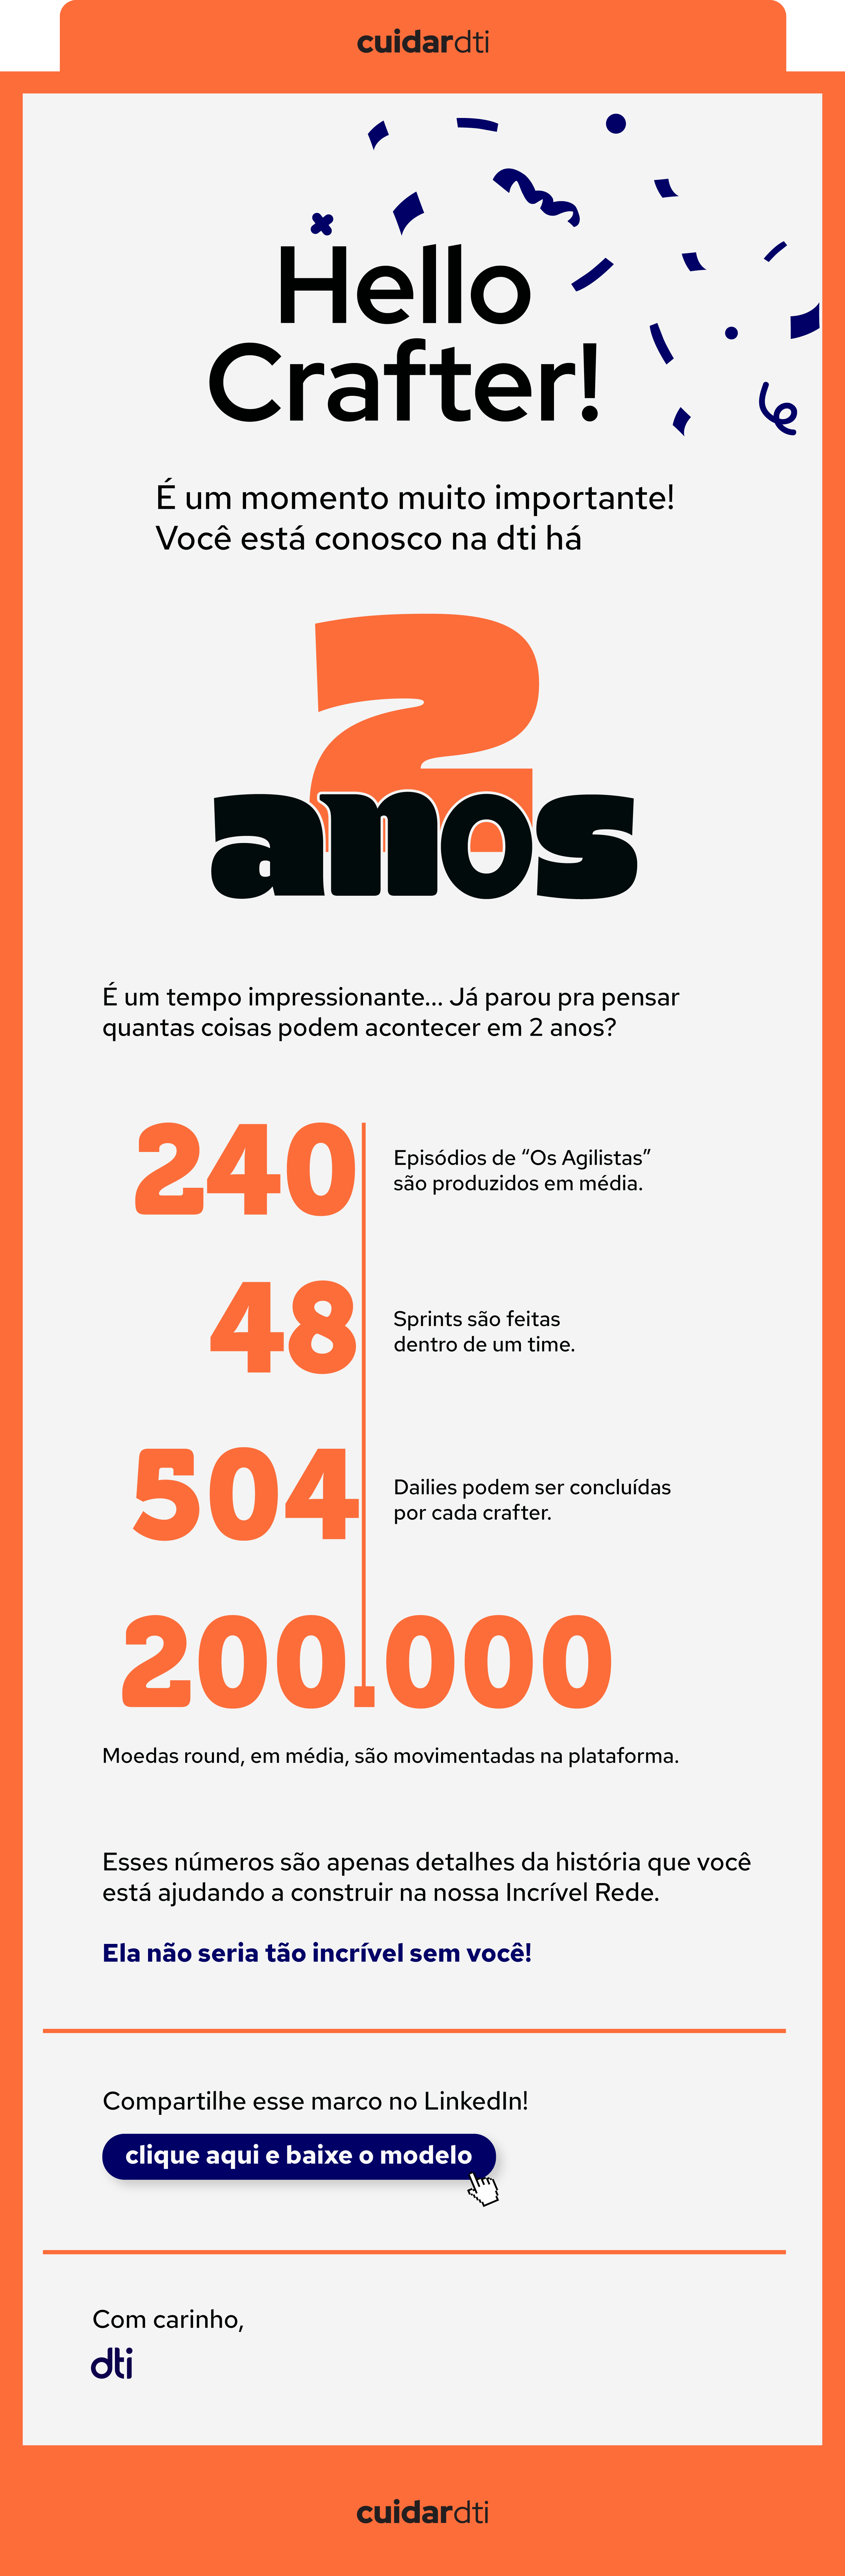 cuidardti
Hello
Crafter!
É um momento muito importante!
Você está conosco na dti há
2
anos
É um tempo impressionante... Já parou pra pensar
quantas coisas podem acontecer em 2 anos?
240
Episódios de “Os Agilistas”
são produzidos em média.
48
Sprints são feitas
dentro de um time.
504
Dailies podem ser concluídas
por cada crafter.
200.000
Moedas round, em média, são movimentadas na plataforma.
Esses números são apenas detalhes da história que você
está ajudando a construir na nossa Incrível Rede.
Ela não seria tão incrível sem você!
Compartilhe esse marco no LinkedIn!
clique aqui e baixe o modelo
Com carinho,
dti
cuidardti